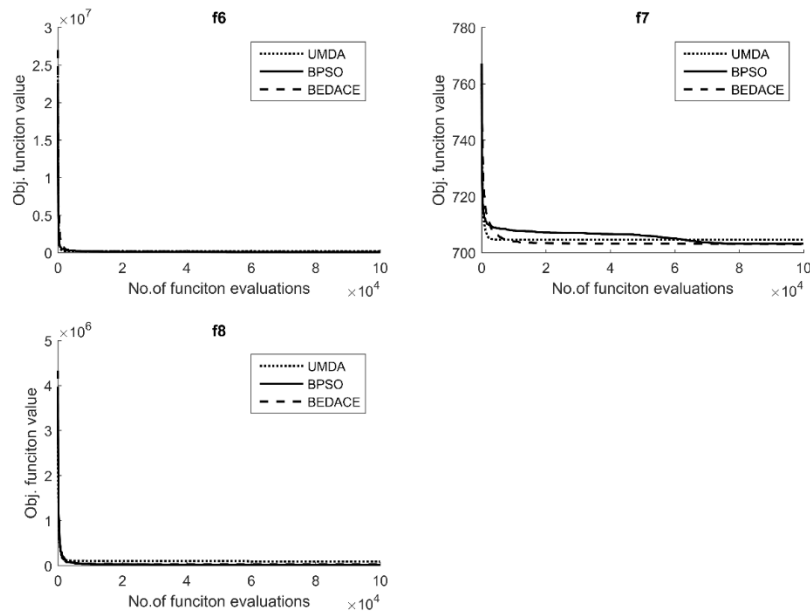 f6
×10^7
3
2.5
2
1.5
1
0.5
0
Obj. funciton value
UMDA
BPSO
BEDACE
0 2 4 6 8 10
No.of funciton evaluations
×10^4
f7
780
760
740
720
700
Obj. funciton value
UMDA
BPSO
BEDACE
0 2 4 6 8 10
No.of funciton evaluations
×10^4
f8
×10^6
5
4
3
2
1
0
Obj. funciton value
UMDA
BPSO
BEDACE
0 2 4 6 8 10
No.of funciton evaluations
×10^4